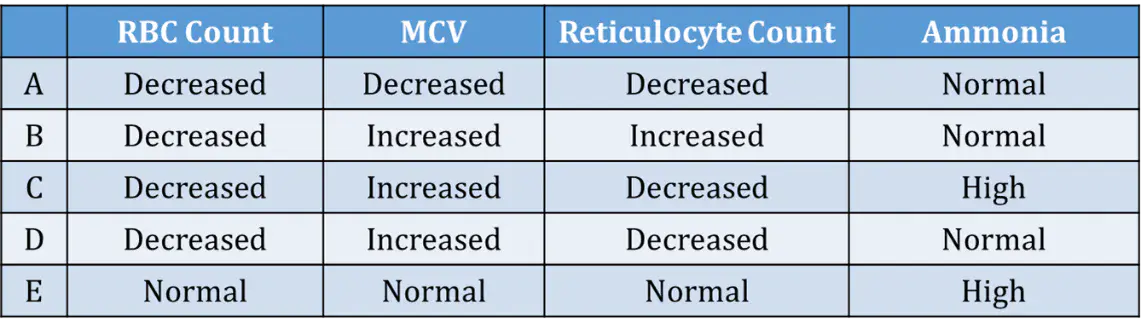 RBC Count MCV Reticulocyte Count Ammonia
A Decreased Decreased Decreased Normal
B Decreased Increased Increased Normal
C Decreased Increased Decreased High
D Decreased Increased Decreased Normal
E Normal Normal Normal High